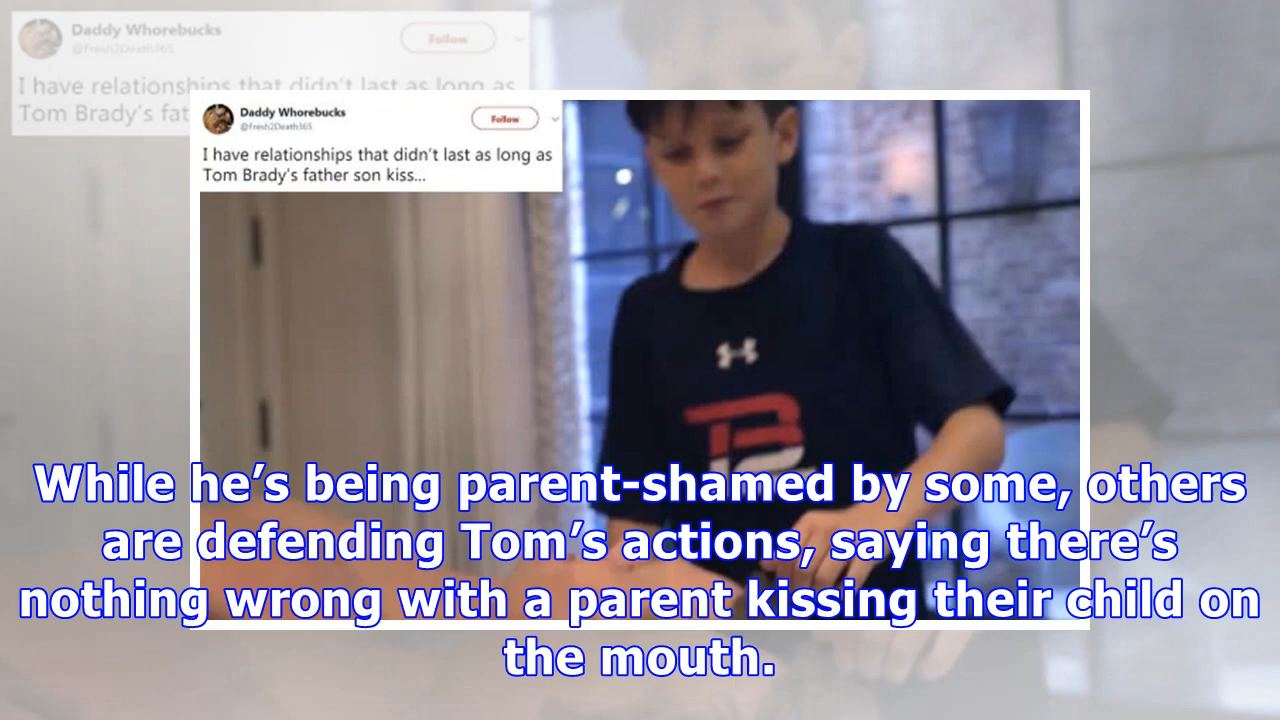 Daddy Whorebucks
@Fresh2Death365
Follow
I have relationships that didn't last as long as
Tom Brady's fat
Daddy Whorebucks
@Fresh2Death365
Follow
I have relationships that didn't last as long as
Tom Brady's father son kiss...
TB
While he’s being parent-shamed by some, others
are defending Tom’s actions, saying there’s
nothing wrong with a parent kissing their child on
the mouth.